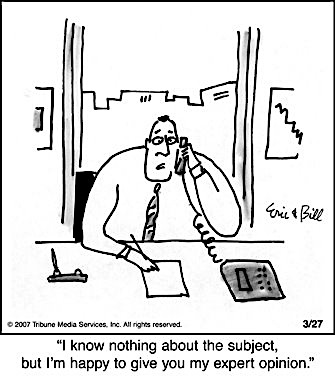 Eric & Bill
© 2007 Tribune Media Services, Inc. All rights reserved.
3/27
"I know nothing about the subject,
but I'm happy to give you my expert opinion."